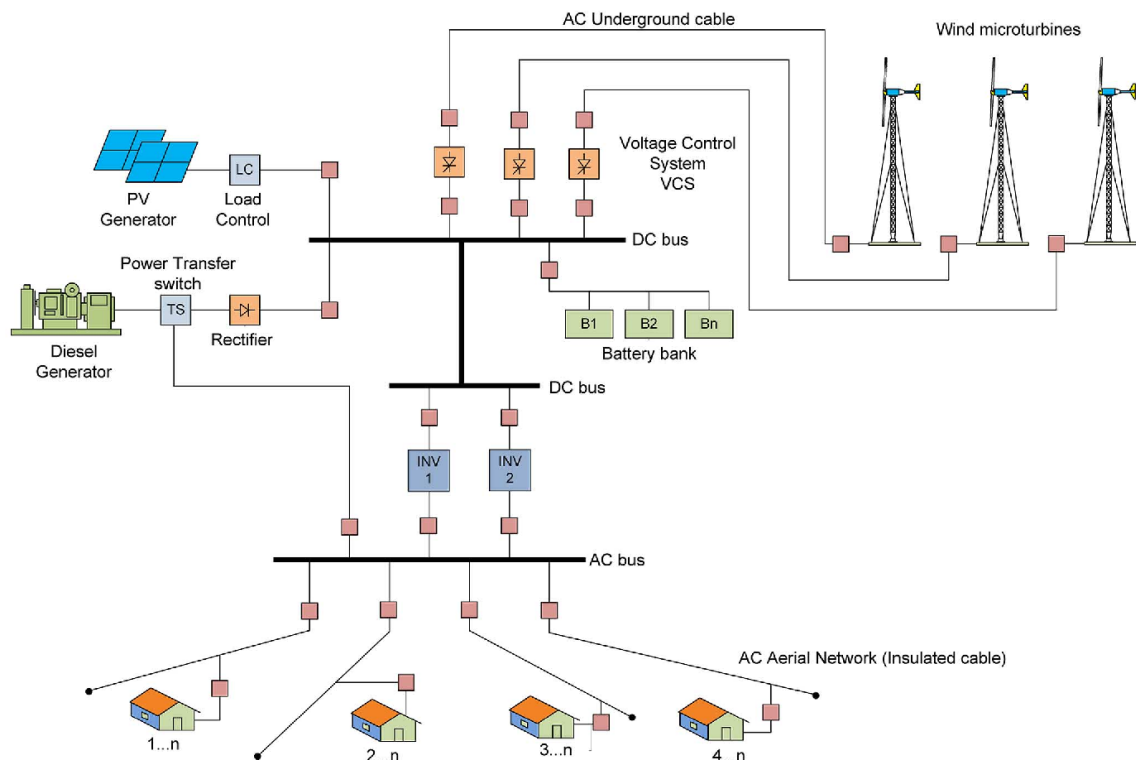 AC Underground cable
Wind microturbines
Voltage Control
System
VCS
LC
PV
Generator
Load
Control
DC bus
Power Transfer
switch
TS
Rectifier
Diesel
Generator
B1
B2
Bn
Battery bank
DC bus
INV
1
INV
2
AC bus
AC Aerial Network (Insulated cable)
1...n
2...n
3...n
4...n